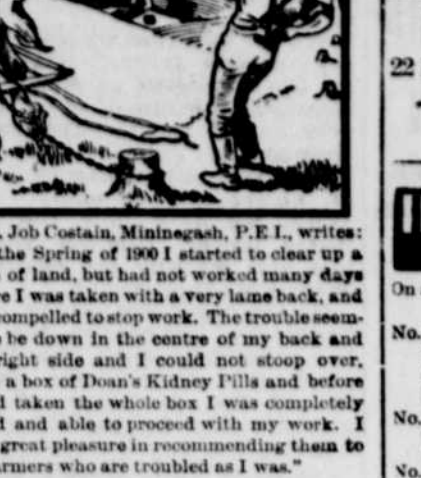 Job Costain, Mininegash, P.E.I., writes:
the Spring of 1900 I started to clear up a
of land, but had not worked many days
e I was taken with a very lame back, and
ompelled to stop work. The trouble seem-
be down in the centre of my back and
right side and I could not stoop over.
a box of Doan's Kidney Pills and before
d taken the whole box I was completely
d and able to proceed with my work. I
great pleasure in recommending them to
armers who are troubled as I was."
22
On
No.
No.
No.